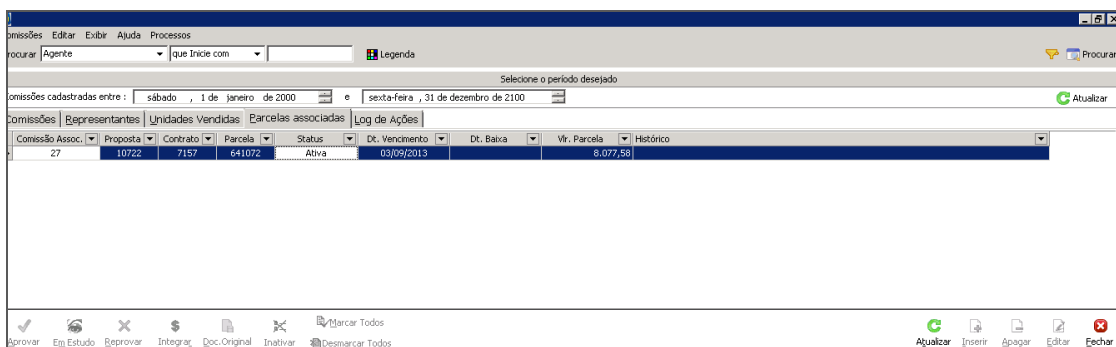 omissões Editar Exibir Ajuda Processos
rocurar Agente que Inicie com Legenda Procurar
Selecione o período desejado
omissões cadastradas entre : sábado , 1 de janeiro de 2000 e sexta-feira , 31 de dezembro de 2100 Atualizar
Comissões Representantes Unidades Vendidas Parcelas associadas Log de Ações
Comissão Assoc. Proposta Contrato Parcela Status Dt. Vencimento Dt. Baixa Vlr. Parcela Histórico
27 10722 7157 641072 Ativa 03/09/2013 8.077,58
Marcar Todos
Aprovar Em Estudo Reprovar Integrar Doc.Original Inativar Desmarcar Todos Atualizar Inserir Apagar Editar Fechar